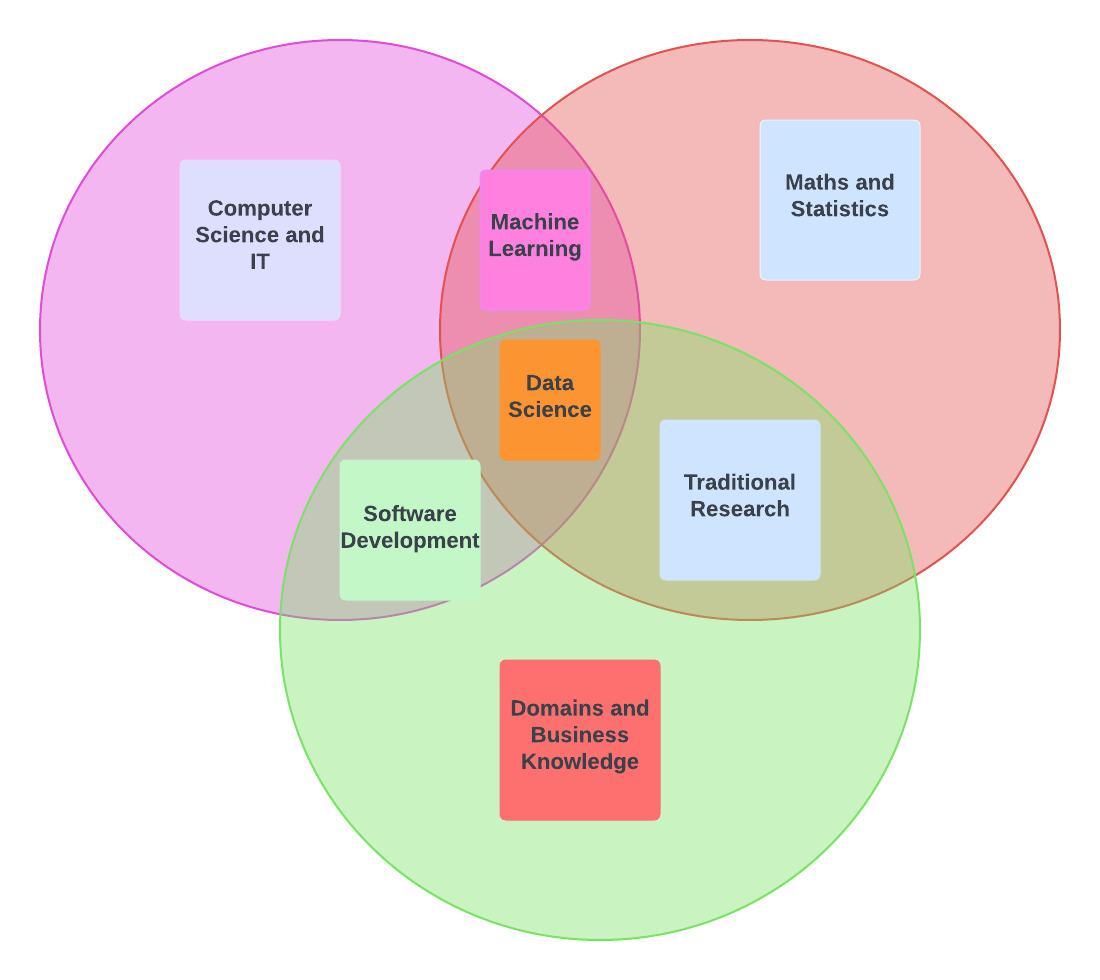 Computer
Science and
IT
Machine
Learning
Maths and
Statistics
Data
Science
Software
Development
Traditional
Research
Domains and
Business
Knowledge